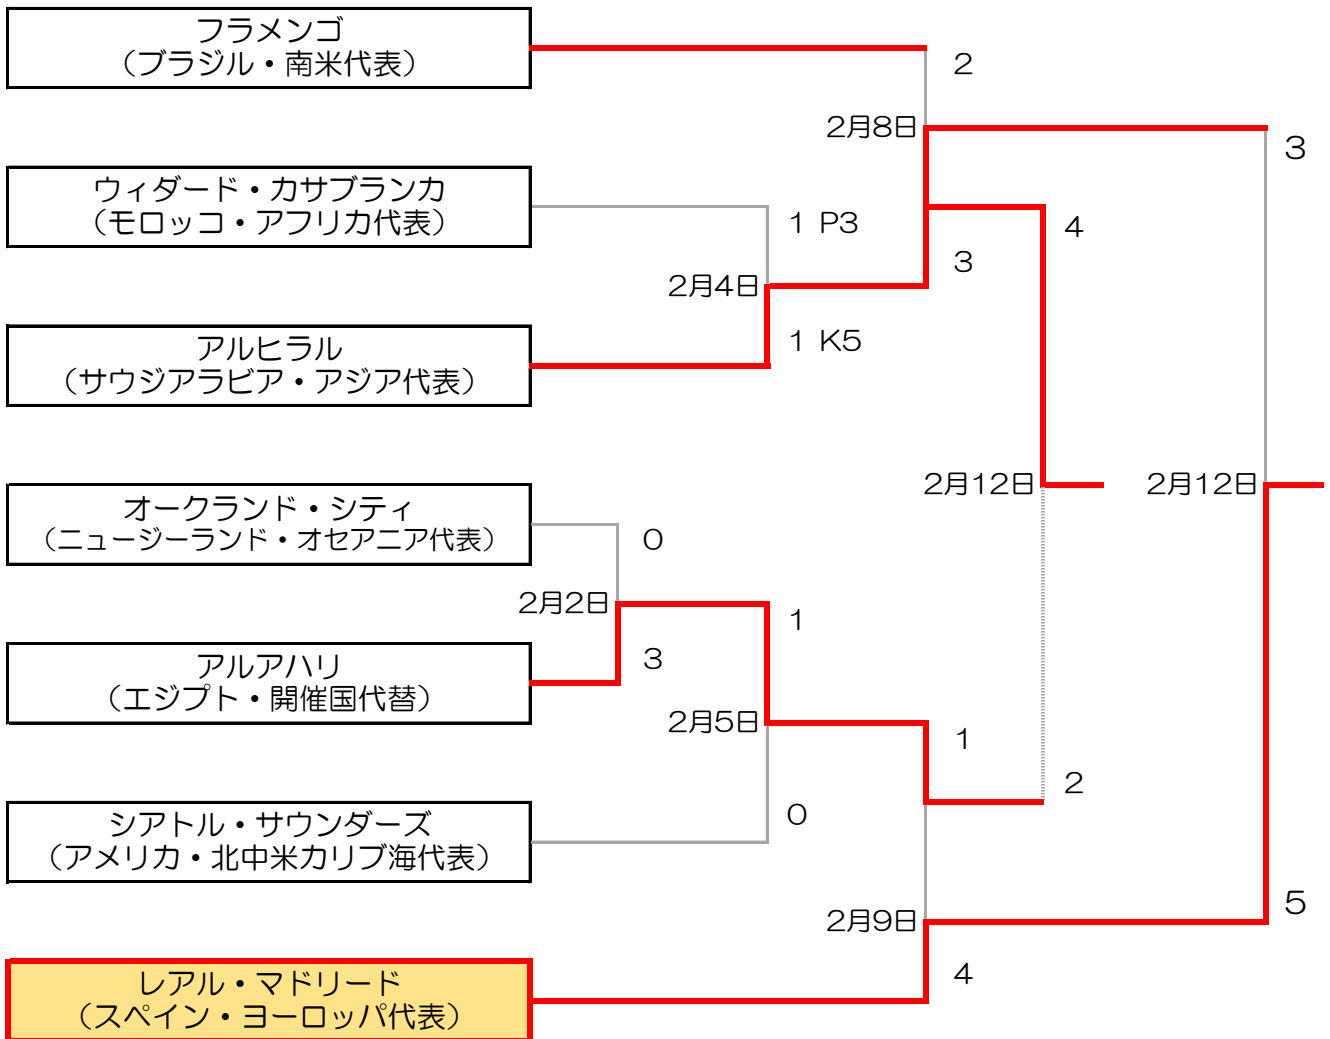 フラメンゴ
（ブラジル・南米代表）
2
2月8日
3
ウィダード・カサブランカ
（モロッコ・アフリカ代表）
1 P3
4
3
2月4日
アルヒラル
（サウジアラビア・アジア代表）
1 K5
2月12日
2月12日
オークランド・シティ
（ニュージーランド・オセアニア代表）
0
2月2日
1
アルアハリ
（エジプト・開催国代替）
3
2月5日
1
2
シアトル・サウンダーズ
（アメリカ・北中米カリブ海代表）
0
5
2月9日
レアル・マドリード
（スペイン・ヨーロッパ代表）
4